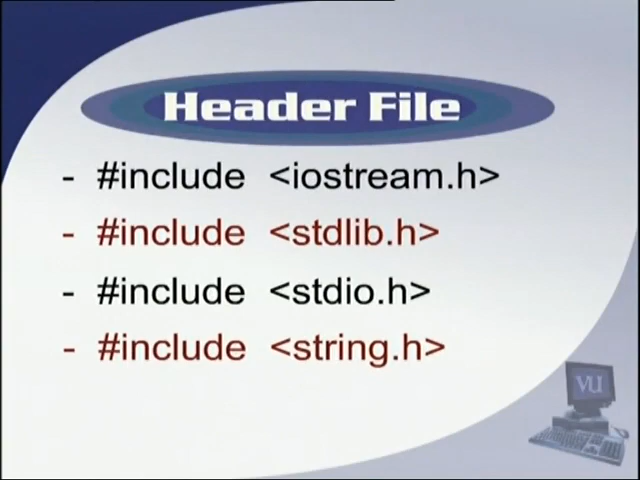 Header File
- #include <iostream.h>
- #include <stdlib.h>
- #include <stdio.h>
- #include <string.h>
VU